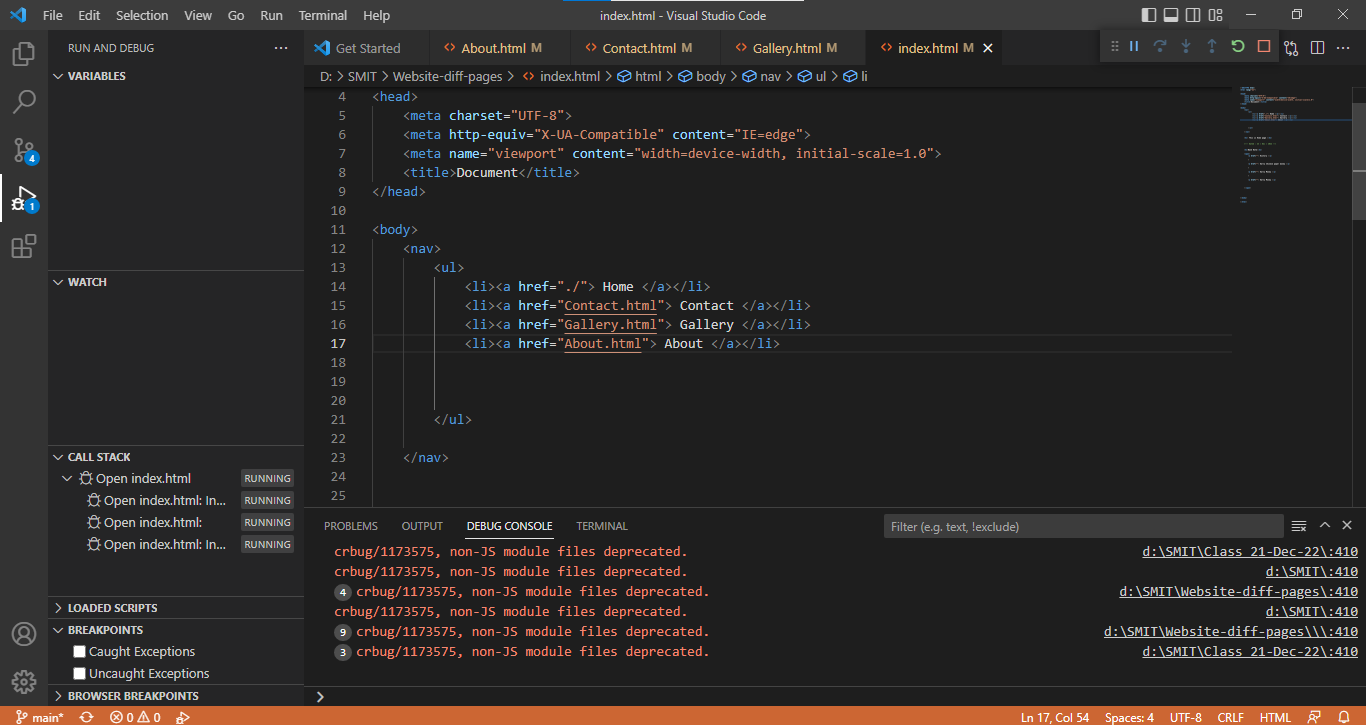 File Edit Selection View Go Run Terminal Help index.html - Visual Studio Code
RUN AND DEBUG ···
Get Started About.html M Contact.html M Gallery.html M index.html M
D: > SMIT > Website-diff-pages > index.html > html > body > nav > ul > li
VARIABLES
WATCH
CALL STACK
Open index.html RUNNING
Open index.html: In... RUNNING
Open index.html: RUNNING
Open index.html: In... RUNNING
LOADED SCRIPTS
BREAKPOINTS
Caught Exceptions
Uncaught Exceptions
BROWSER BREAKPOINTS
4
1
4 <head>
5 <meta charset="UTF-8">
6 <meta http-equiv="X-UA-Compatible" content="IE=edge">
7 <meta name="viewport" content="width=device-width, initial-scale=1.0">
8 <title>Document</title>
9 </head>
10
11 <body>
12 <nav>
13 <ul>
14 <li><a href="./"> Home </a></li>
15 <li><a href="Contact.html"> Contact </a></li>
16 <li><a href="Gallery.html"> Gallery </a></li>
17 <li><a href="About.html"> About </a></li>
18
19
20
21 </ul>
22
23 </nav>
24
25
PROBLEMS OUTPUT DEBUG CONSOLE TERMINAL Filter (e.g. text, !exclude)
crbug/1173575, non-JS module files deprecated. d:\SMIT\Class 21-Dec-22\:410
crbug/1173575, non-JS module files deprecated. d:\SMIT\:410
4 crbug/1173575, non-JS module files deprecated. d:\SMIT\Website-diff-pages\:410
crbug/1173575, non-JS module files deprecated. d:\SMIT\:410
9 crbug/1173575, non-JS module files deprecated. d:\SMIT\Website-diff-pages\\\:410
3 crbug/1173575, non-JS module files deprecated. d:\SMIT\Class 21-Dec-22\:410
main* 0 0 Ln 17, Col 54 Spaces: 4 UTF-8 CRLF HTML